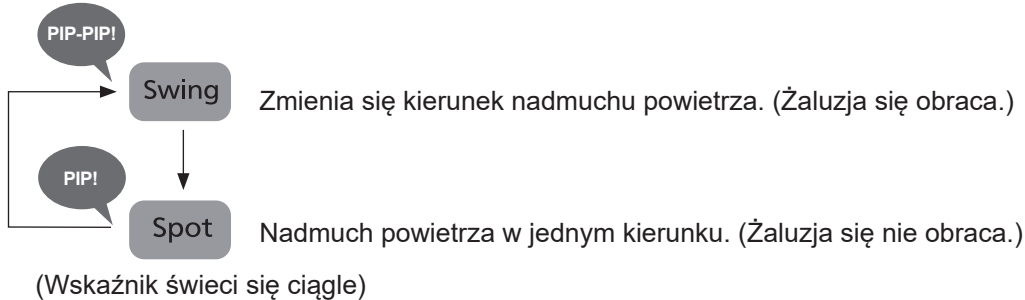 PIP-PIP!
Swing
Zmienia się kierunek nadmuchu powietrza. (Żaluzja się obraca.)
PIP!
Spot
Nadmuch powietrza w jednym kierunku. (Żaluzja się nie obraca.)
(Wskaźnik świeci się ciągle)